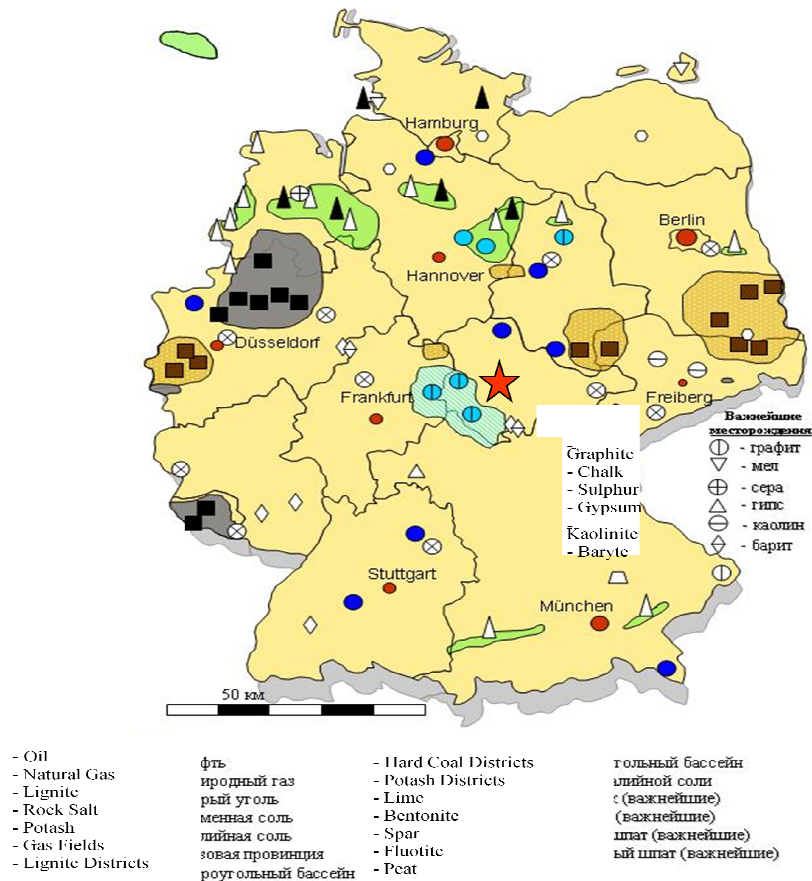 Hamburg
Berlin
Hannover
Düsseldorf
Frankfurt
Freiberg
Важнейшие
месторождения
- графит
- мел
- сера
- гипс
- каолин
- барит
Graphite
- Chalk
- Sulphur
- Gypsum
Kaolinite
- Baryte
Stuttgart
München
50 км
- Oil
- Natural Gas
- Lignite
- Rock Salt
- Potash
- Gas Fields
- Lignite Districts
фть
иродный газ
рый уголь
менная соль
лийная соль
зовая провинция
роугольный бассейн
- Hard Coal Districts
- Potash Districts
- Lime
- Bentonite
- Spar
- Fluotite
- Peat
гольный бассейн
алийной соли
(важнейшие)
(важнейшие)
шпат (важнейшие)
ый шпат (важнейшие)